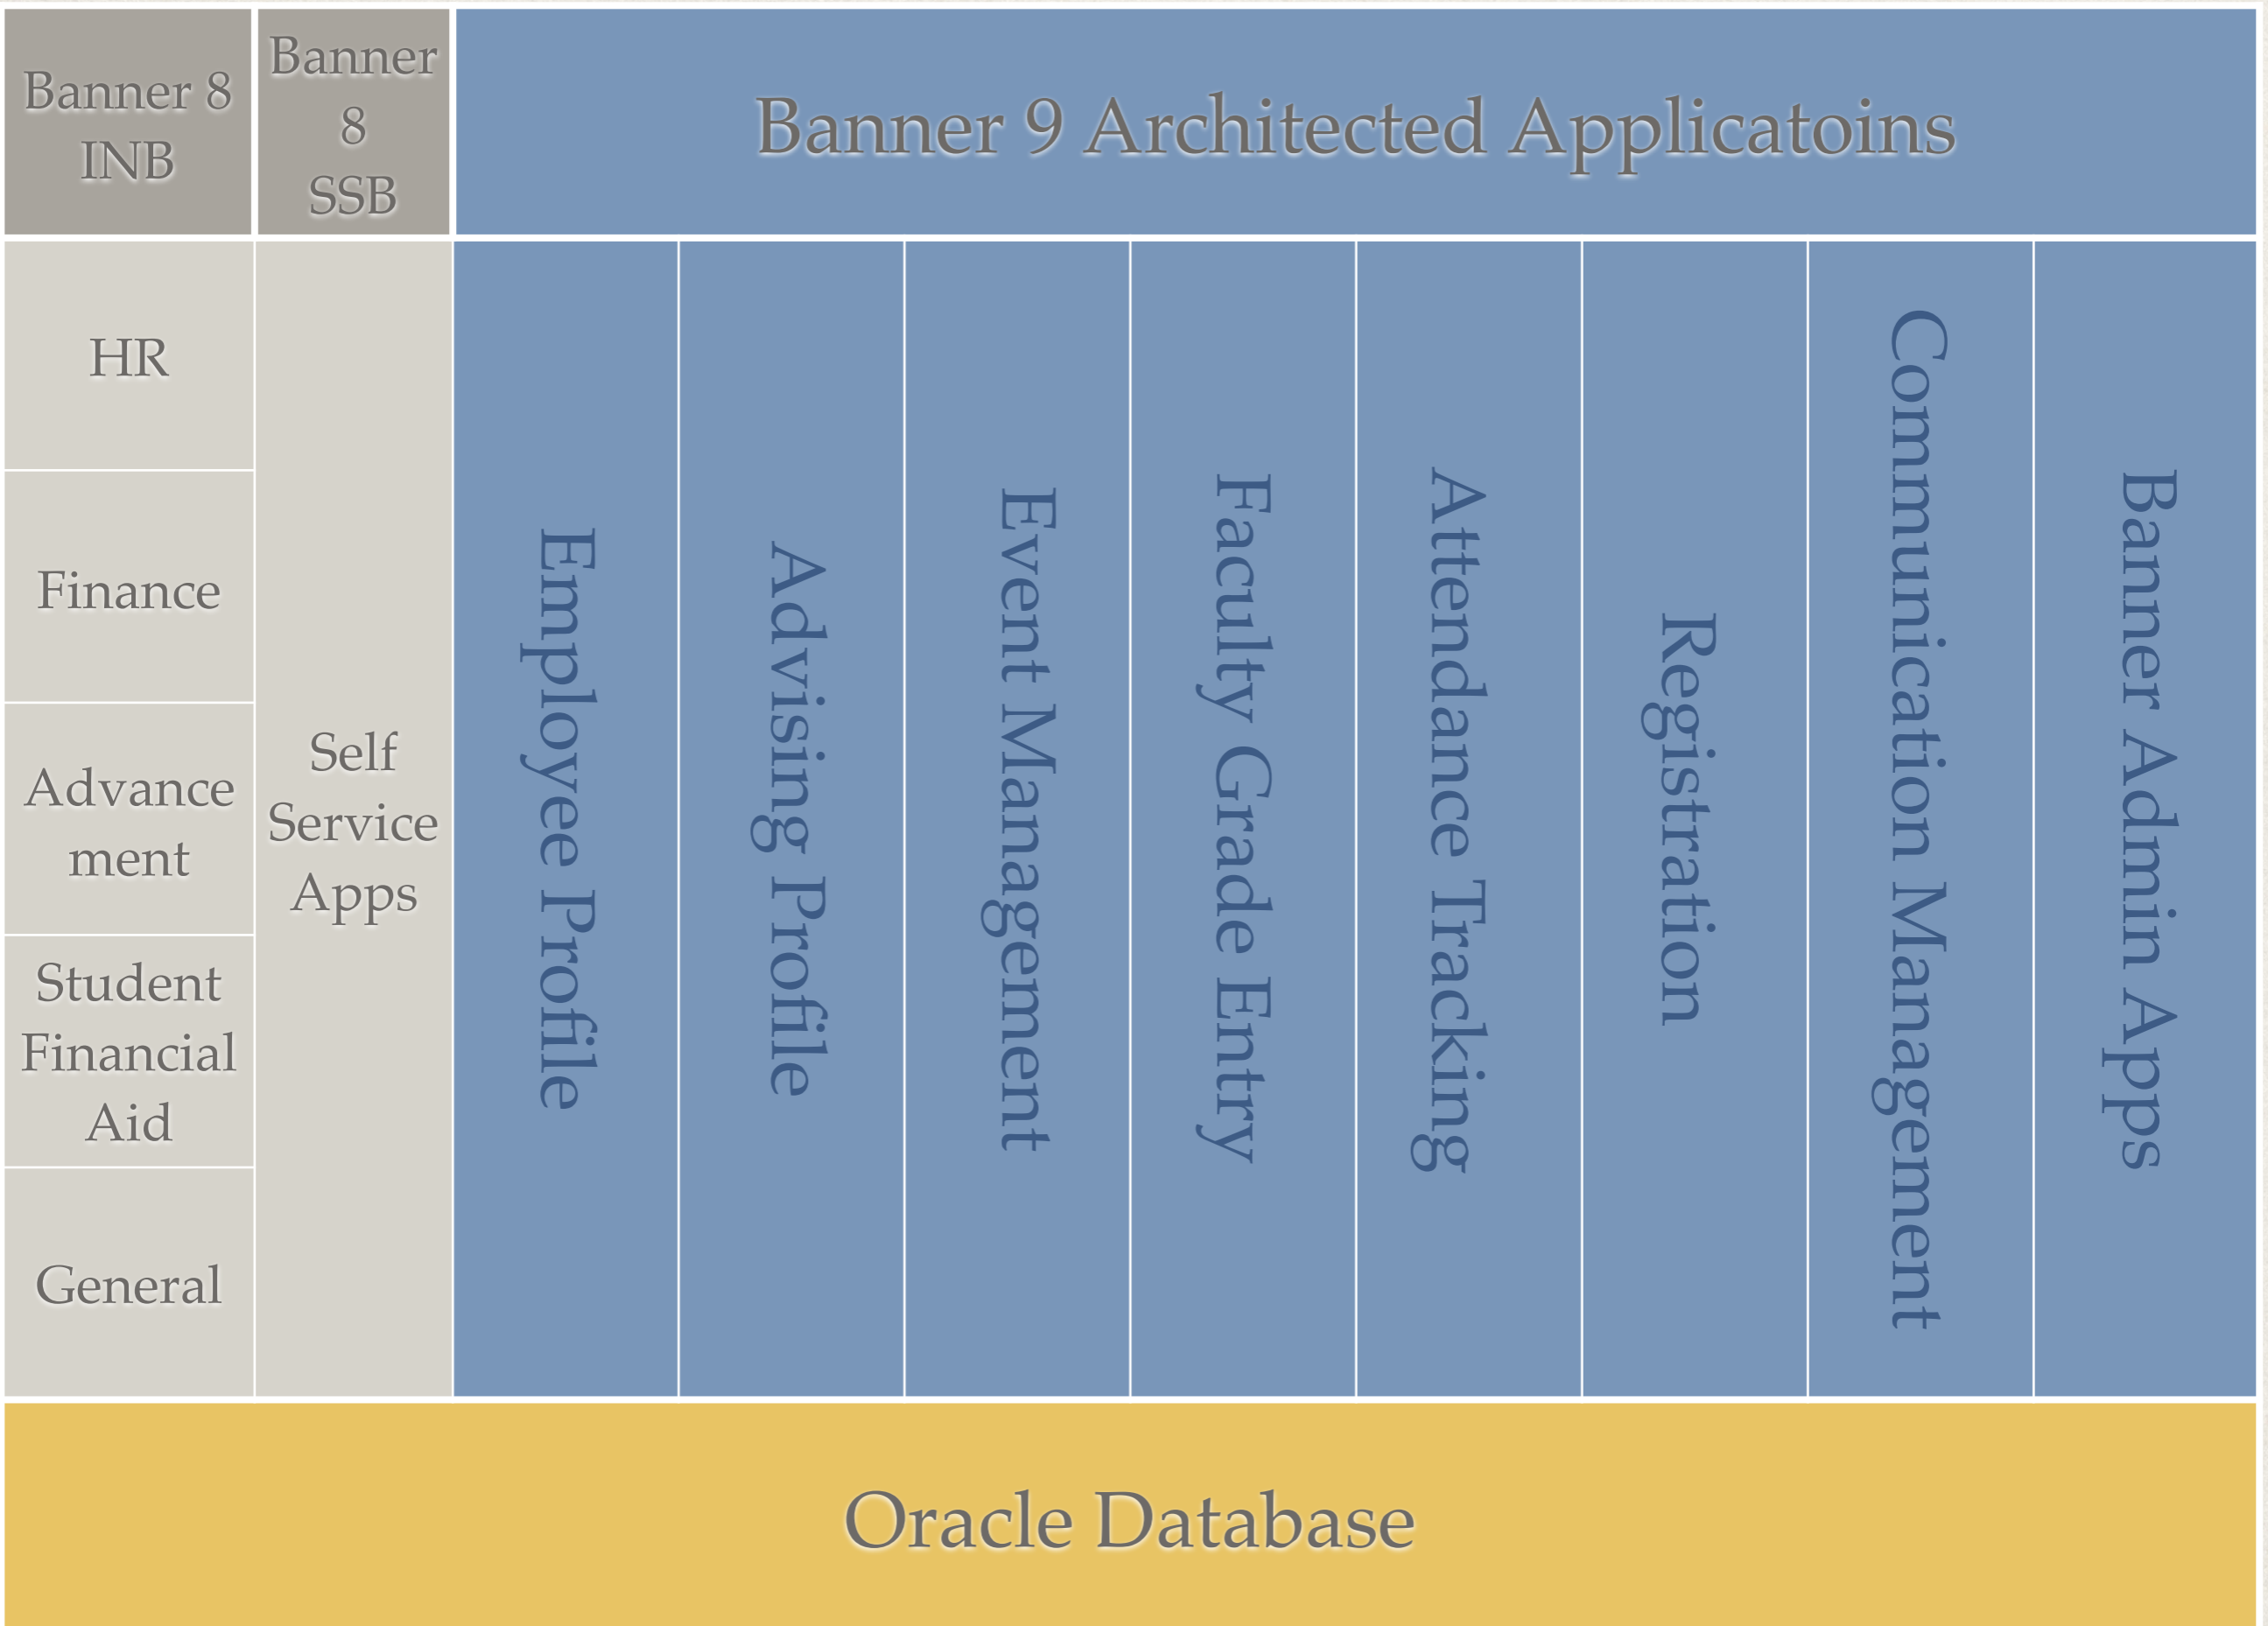 Banner 8
INB
Banner
8
SSB
Banner 9 Architected Applicatoins
HR
Finance
Advance
ment
Student
Financial
Aid
General
Self
Service
Apps
Employee Profile
Advising Profile
Event Management
Faculty Grade Entry
Attendance Tracking
Registration
Communication Management
Banner Admin Apps
Oracle Database